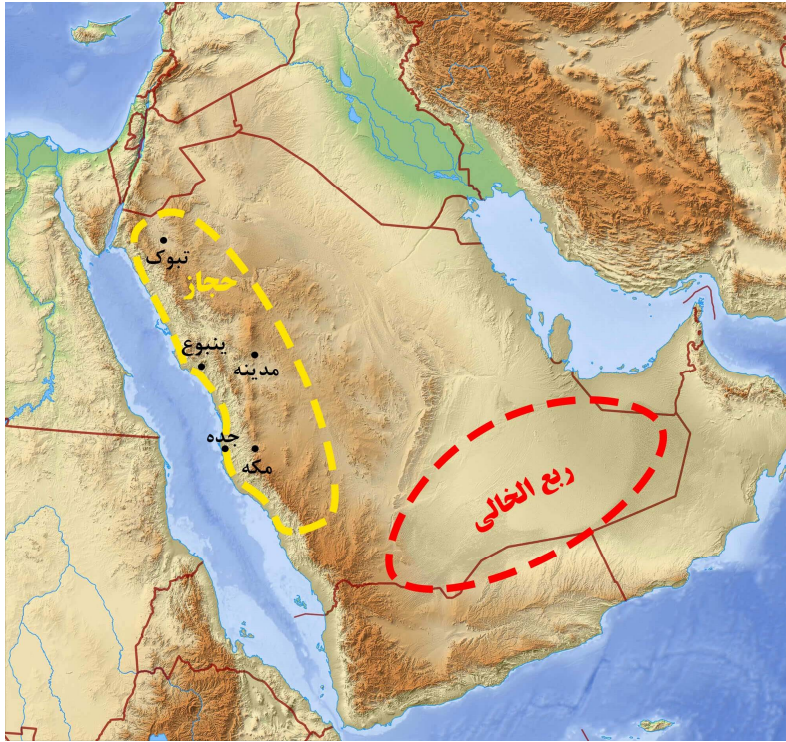 تبوک
حجاز
ینبوع
مدینه
جده
مکه
ربع الخالی